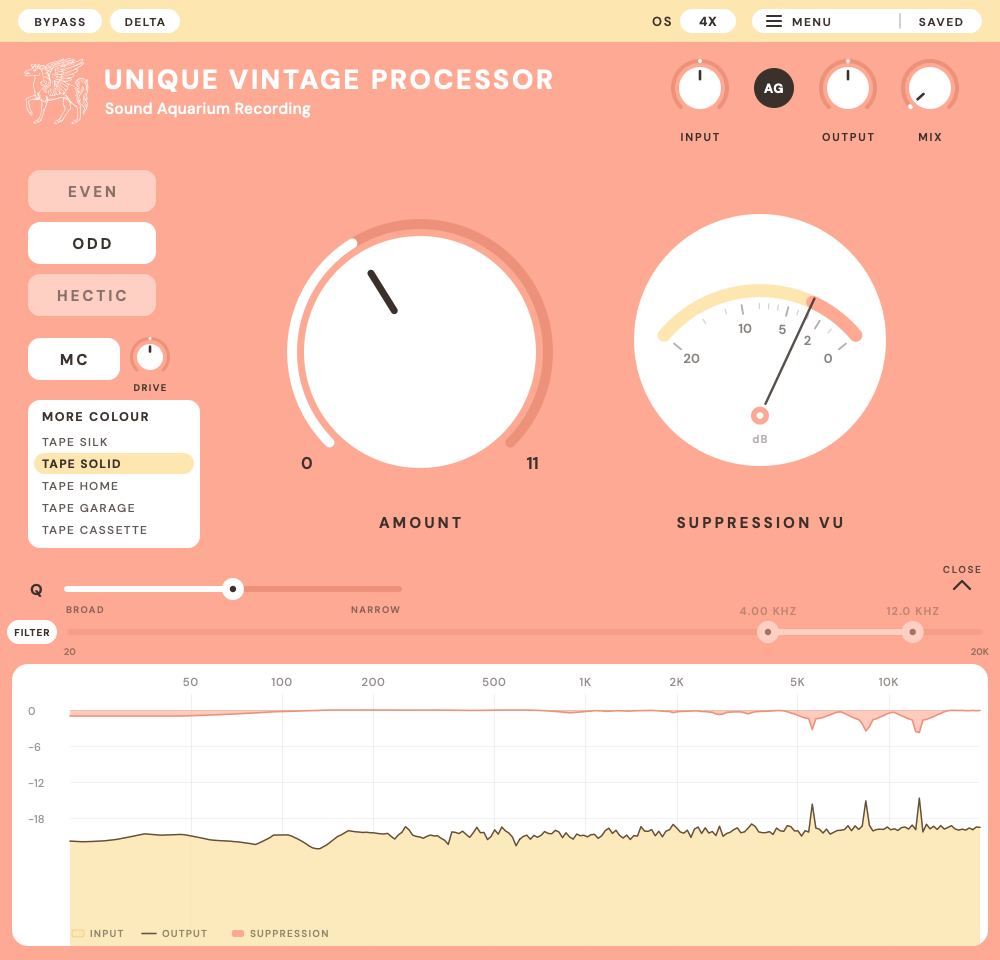 BYPASS DELTA OS 4X MENU SAVED
UNIQUE VINTAGE PROCESSOR
Sound Aquarium Recording
AG
INPUT OUTPUT MIX
EVEN
ODD
HECTIC
MC
DRIVE
MORE COLOUR
TAPE SILK
TAPE SOLID
TAPE HOME
TAPE GARAGE
TAPE CASSETTE
0 11
AMOUNT
20 10 5 2 0
dB
SUPPRESSION VU
CLOSE
Q
BROAD NARROW
4.00 KHZ 12.0 KHZ
FILTER
20 20K
50 100 200 500 1K 2K 5K 10K
0
-6
-12
-18
INPUT OUTPUT SUPPRESSION